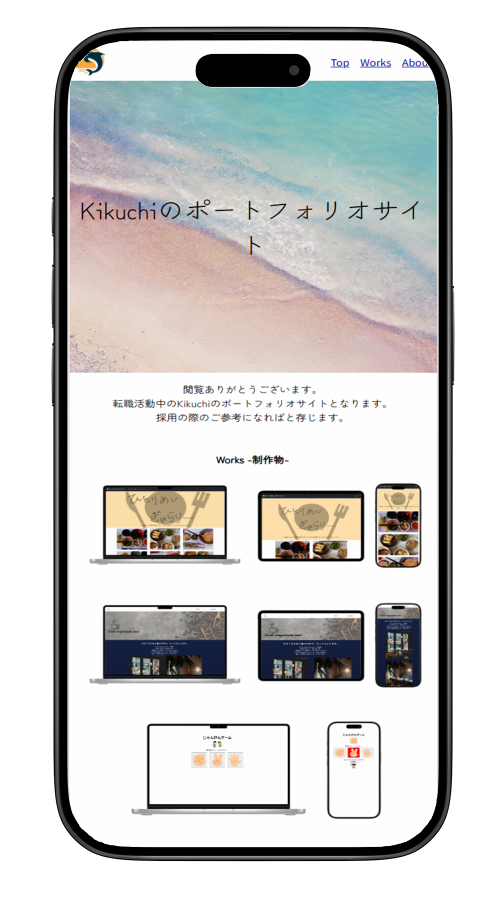 Top Works Abou
Kikuchiのポートフォリオサイ
ト
閲覧ありがとうございます。
転職活動中のKikuchiのポートフォリオサイトとなります。
採用の際のご参考になればと存じます。
Works -制作物-
ひとりめし
じゃんけんゲーム
じゃんけんゲーム